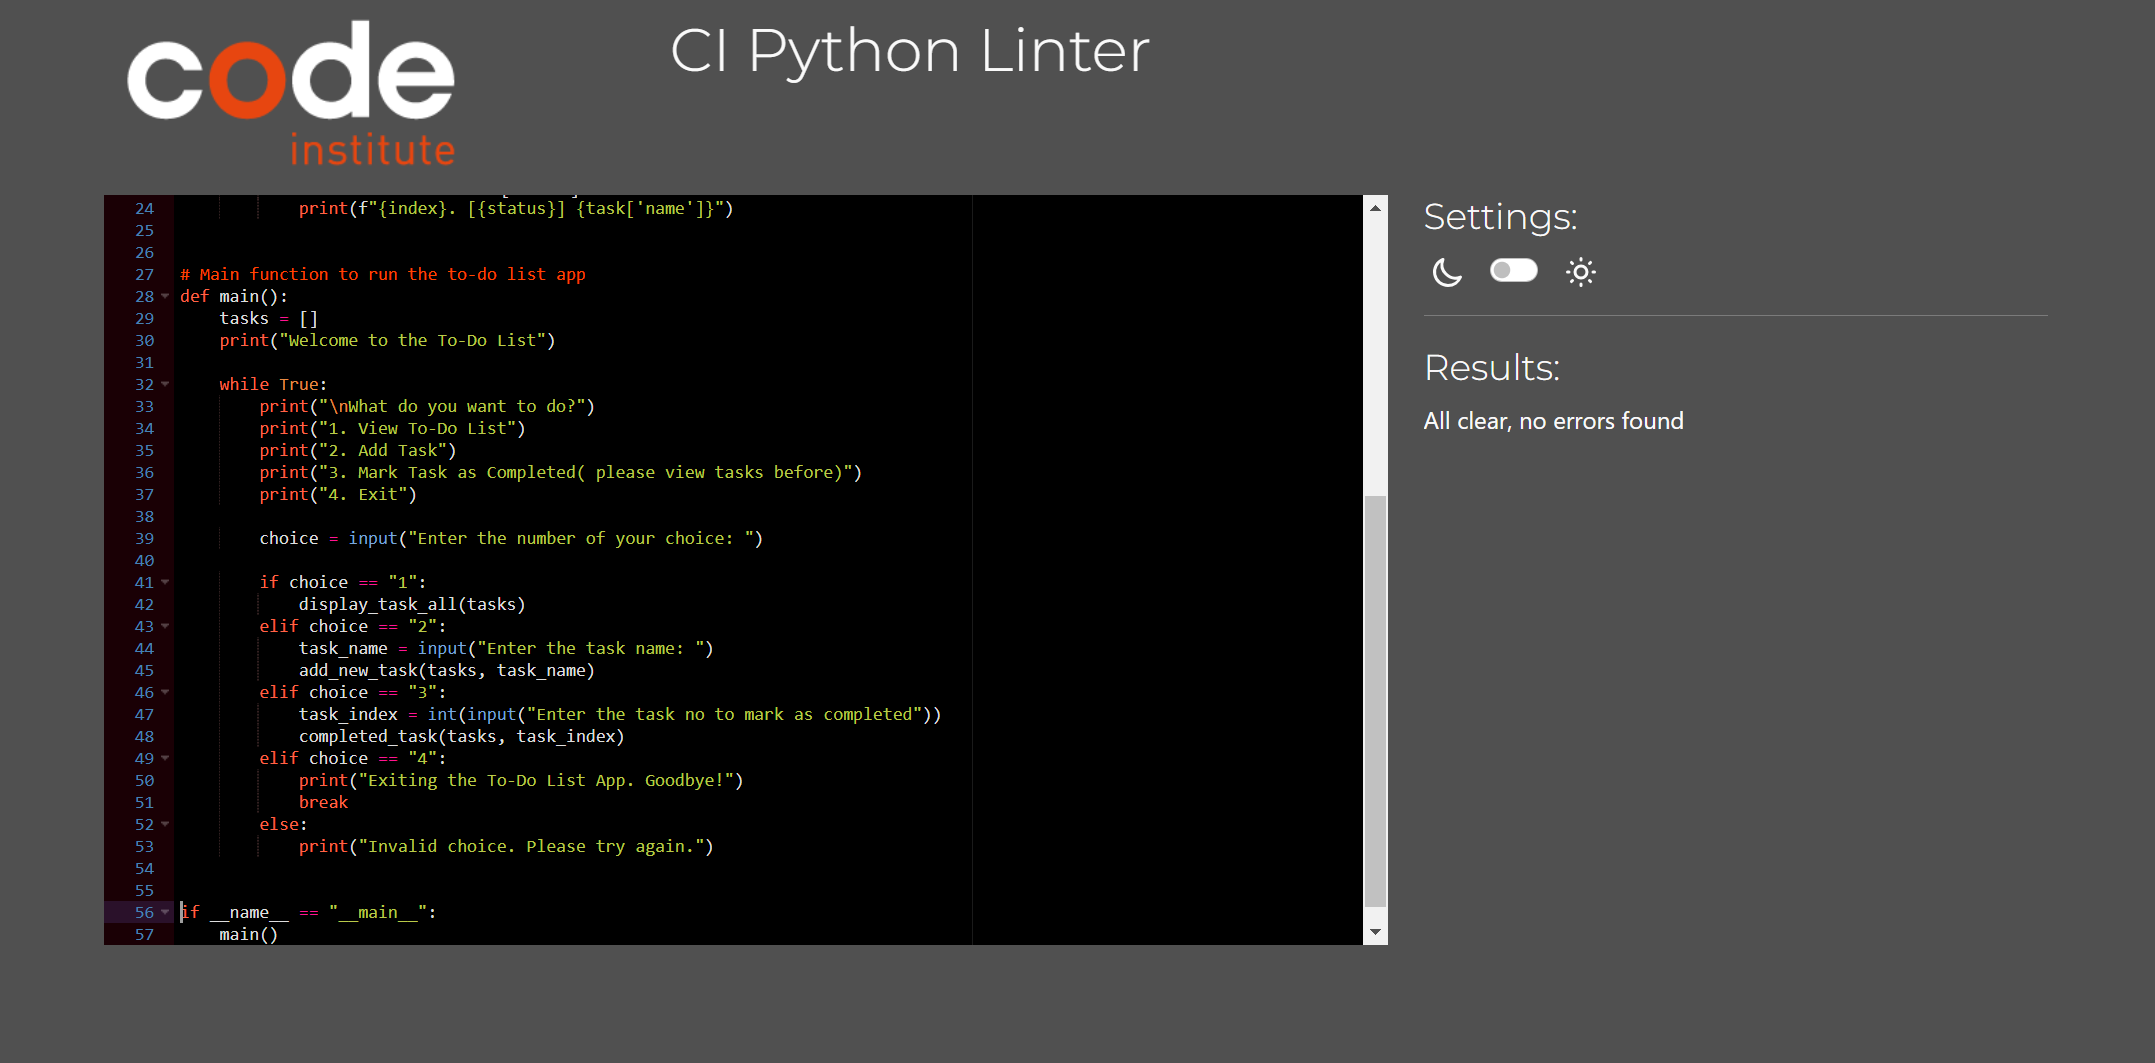 code
institute
CI Python Linter
24 print(f"{index}. [{status}] {task['name']}")
25
26
27 # Main function to run the to-do list app
28 def main():
29 tasks = []
30 print("Welcome to the To-Do List")
31
32 while True:
33 print("\nWhat do you want to do?")
34 print("1. View To-Do List")
35 print("2. Add Task")
36 print("3. Mark Task as Completed( please view tasks before)")
37 print("4. Exit")
38
39 choice = input("Enter the number of your choice: ")
40
41 if choice == "1":
42 display_task_all(tasks)
43 elif choice == "2":
44 task_name = input("Enter the task name: ")
45 add_new_task(tasks, task_name)
46 elif choice == "3":
47 task_index = int(input("Enter the task no to mark as completed"))
48 completed_task(tasks, task_index)
49 elif choice == "4":
50 print("Exiting the To-Do List App. Goodbye!")
51 break
52 else:
53 print("Invalid choice. Please try again.")
54
55
56 if __name__ == "__main__":
57 main()
Settings:
Results:
All clear, no errors found